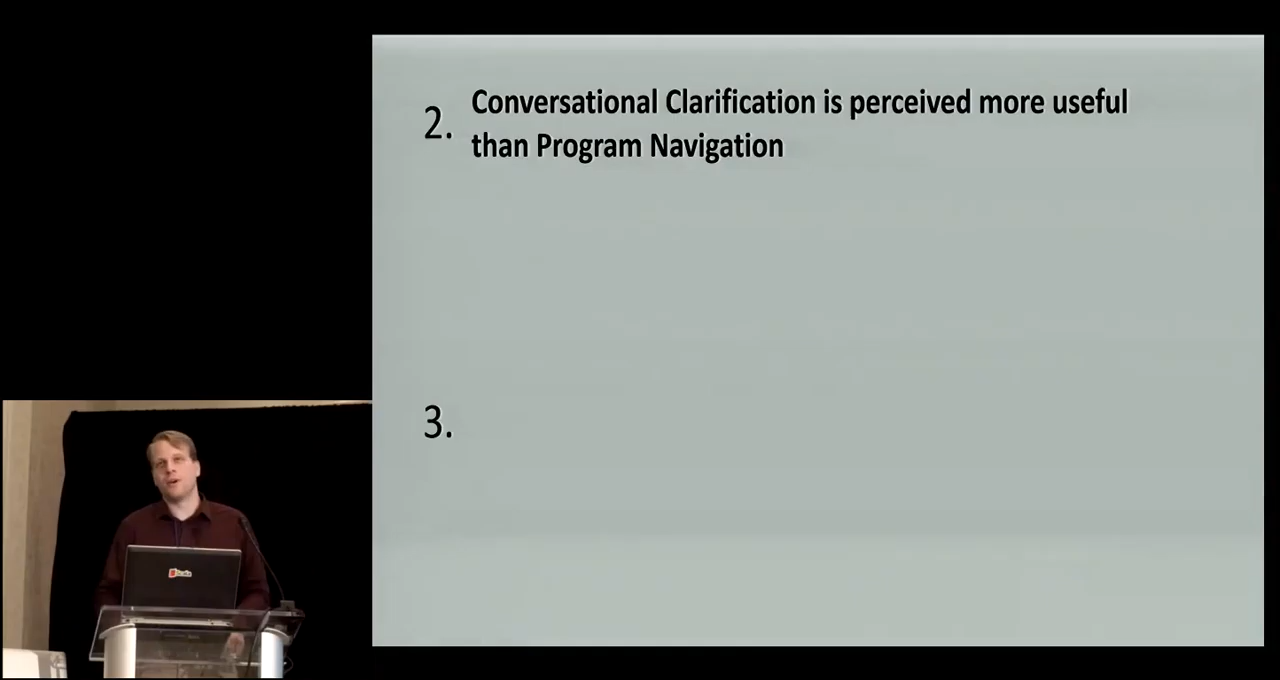 2. Conversational Clarification is perceived more useful
than Program Navigation
3.